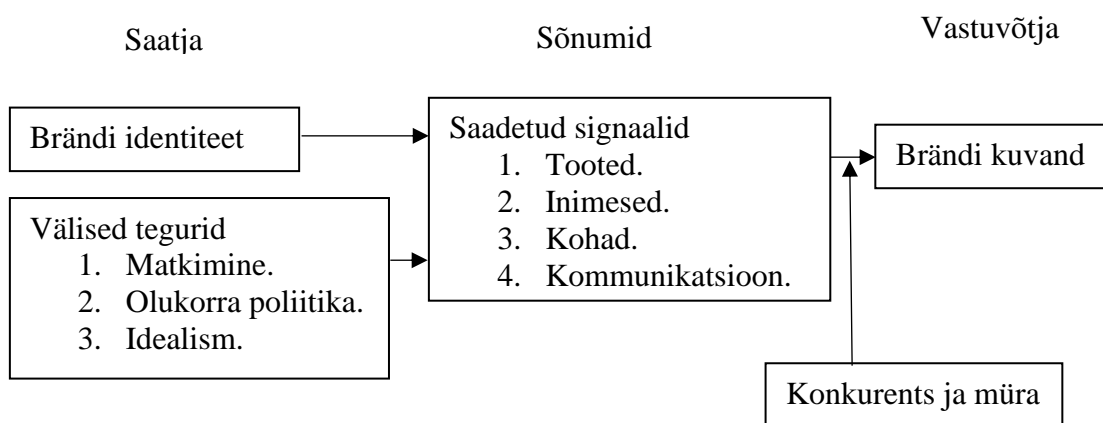 Saatja
Sõnumid
Vastuvõtja
Brändi identiteet
Välised tegurid
1. Matkimine.
2. Olukorra poliitika.
3. Idealism.
Saadetud signaalid
1. Tooted.
2. Inimesed.
3. Kohad.
4. Kommunikatsioon.
Brändi kuvand
Konkurents ja müra